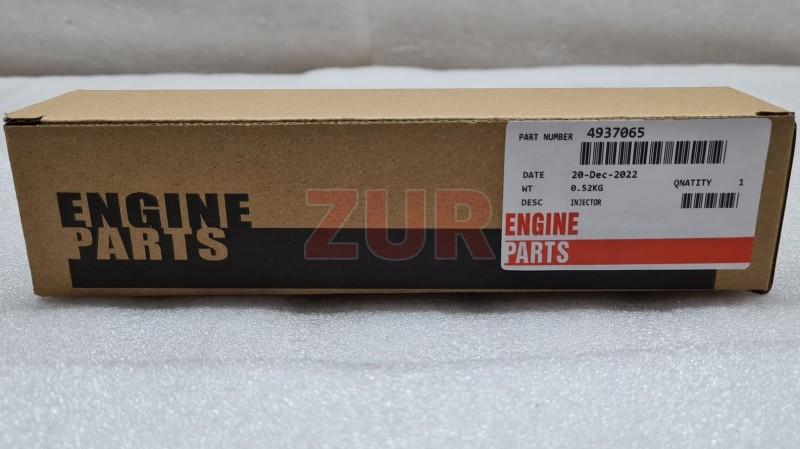 PART NUMBER 4937065
DATE 20-Dec-2022
WT 0.52KG QNATITY 1
DESC INJECTOR
ENGINE
PARTS
ENGINE
PARTS
ZUR